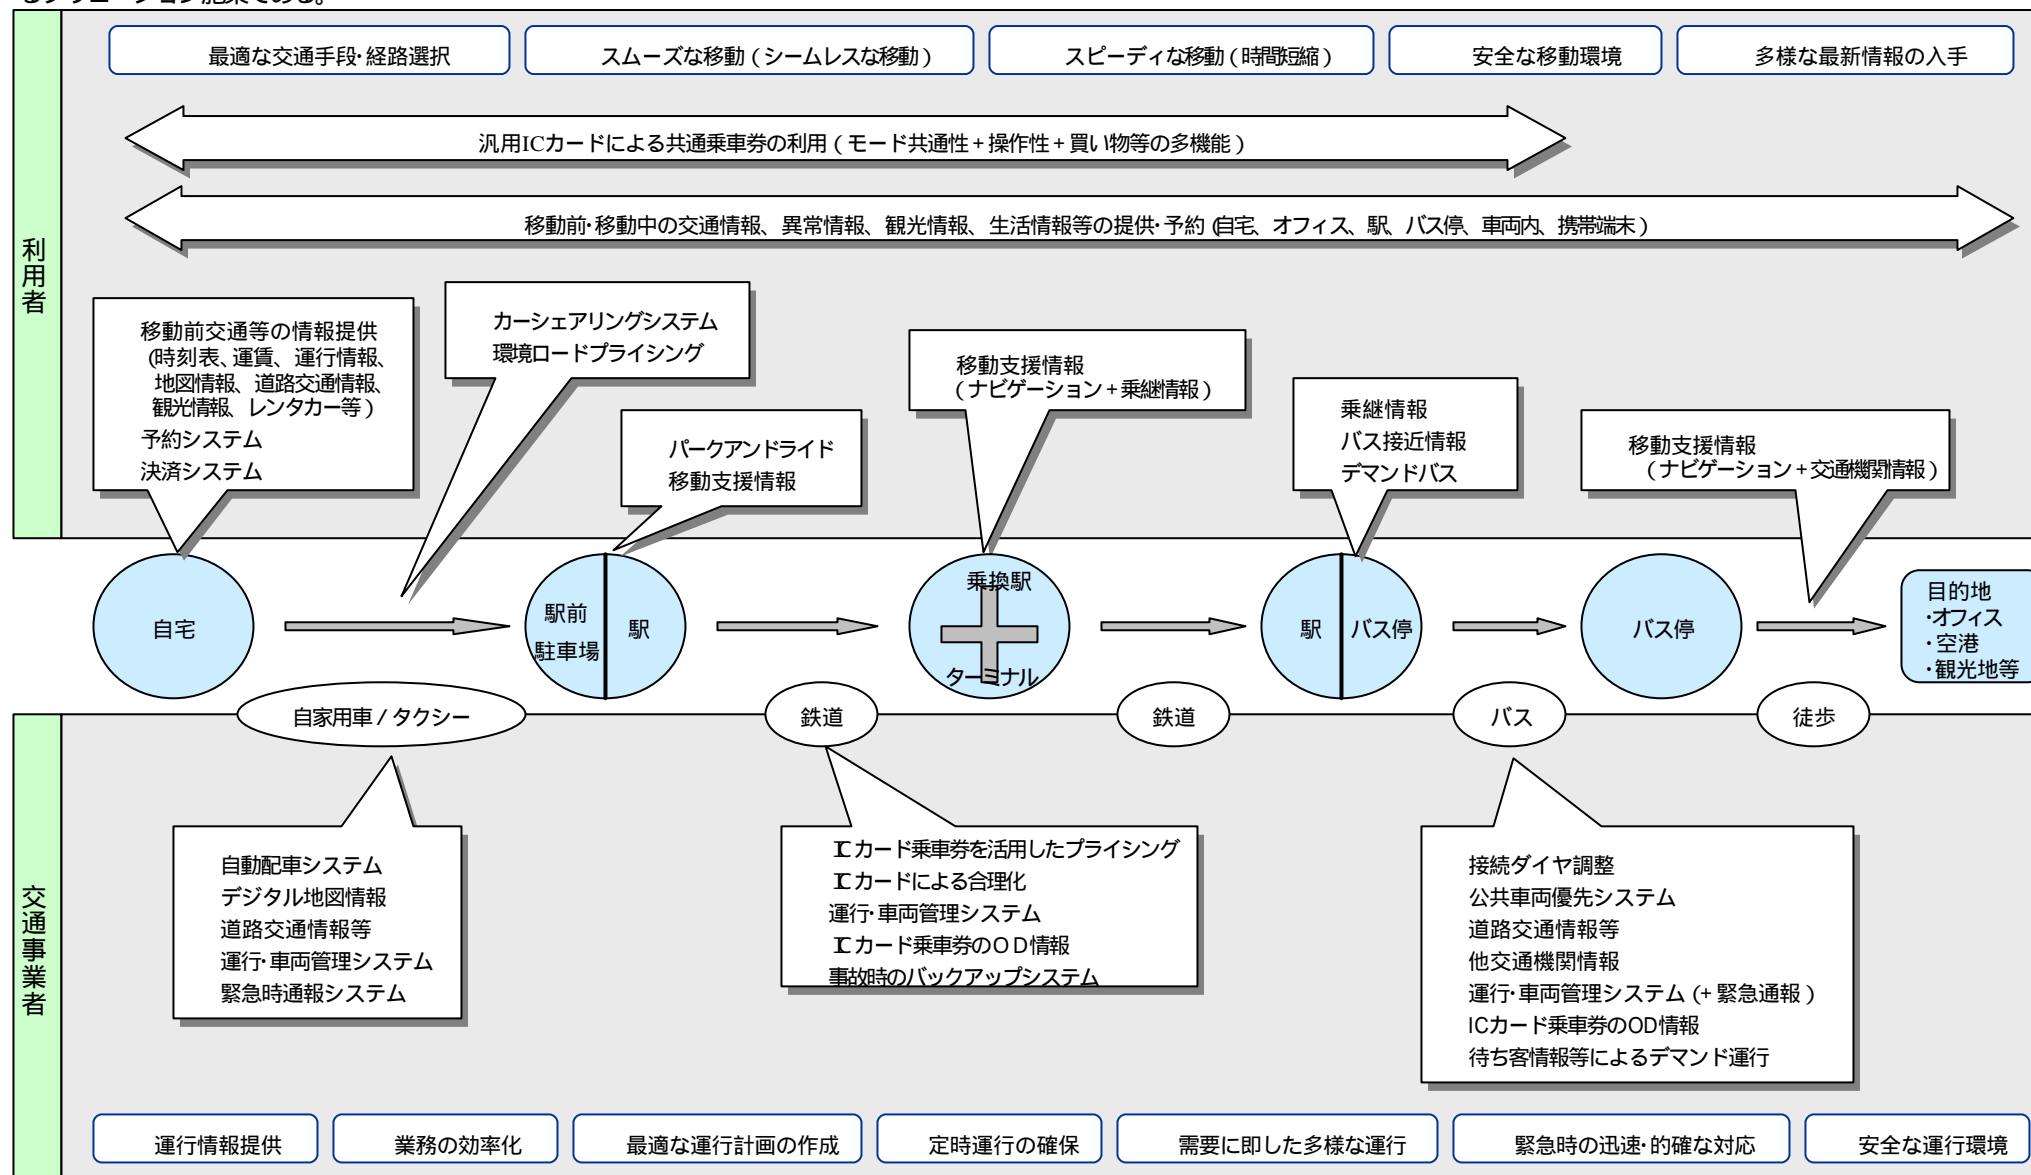 るソリューション施策である。
最適な交通手段・経路選択
スムーズな移動（シームレスな移動）
スピーディな移動（時間短縮）
安全な移動環境
多様な最新情報の入手
汎用ICカードによる共通乗車券の利用（モード共通性+操作性+買い物等の多機能）
移動前・移動中の交通情報、異常情報、観光情報、生活情報等の提供・予約（自宅、オフィス、駅、バス停、車両内、携帯端末）
利用者
移動前交通等の情報提供
（時刻表、運賃、運行情報、
地図情報、道路交通情報、
観光情報、レンタカー等）
予約システム
決済システム
カーシェアリングシステム
環境ロードプライシング
パークアンドライド
移動支援情報
移動支援情報
（ナビゲーション+乗継情報）
乗継情報
バス接近情報
デマンドバス
移動支援情報
（ナビゲーション+交通機関情報）
自宅
駅前
駐車場
駅
乗換駅
ターミナル
駅
バス停
バス停
目的地
・オフィス
・空港
・観光地等
自家用車/タクシー
鉄道
鉄道
バス
徒歩
交通事業者
自動配車システム
デジタル地図情報
道路交通情報等
運行・車両管理システム
緊急時通報システム
ICカード乗車券を活用したプライシング
ICカードによる合理化
運行・車両管理システム
ICカード乗車券のOD情報
事故時のバックアップシステム
接続ダイヤ調整
公共車両優先システム
道路交通情報等
他交通機関情報
運行・車両管理システム（+緊急通報）
ICカード乗車券のOD情報
待ち客情報等によるデマンド運行
運行情報提供
業務の効率化
最適な運行計画の作成
定時運行の確保
需要に即した多様な運行
緊急時の迅速・的確な対応
安全な運行環境